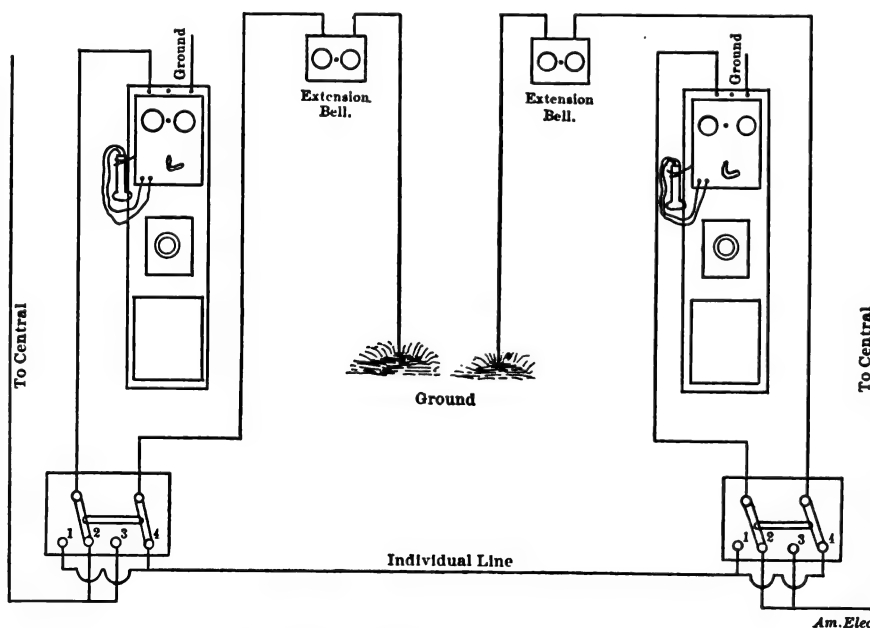 Ground
Extension
Bell.
Extension
Bell.
Ground
To Central
Ground
To Central
1 2 3 4
1 2 3 4
Individual Line
Am.Elec